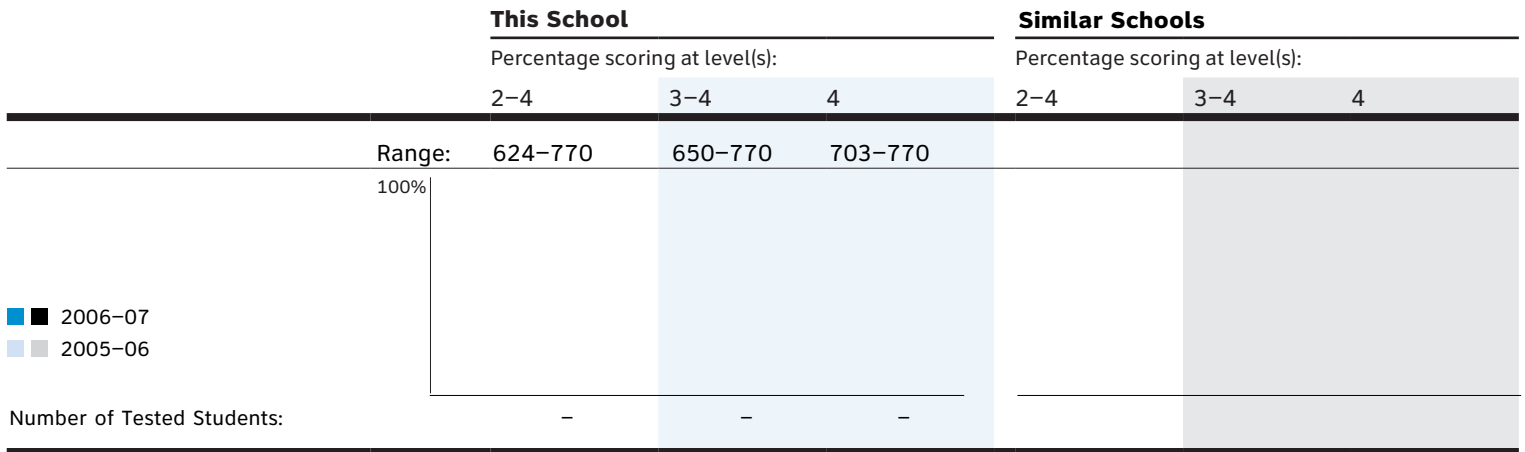 This School Similar Schools
Percentage scoring at level(s): Percentage scoring at level(s):
2–4 3–4 4 2–4 3–4 4
Range: 624–770 650–770 703–770
100%
2006–07
2005–06
Number of Tested Students: – – –